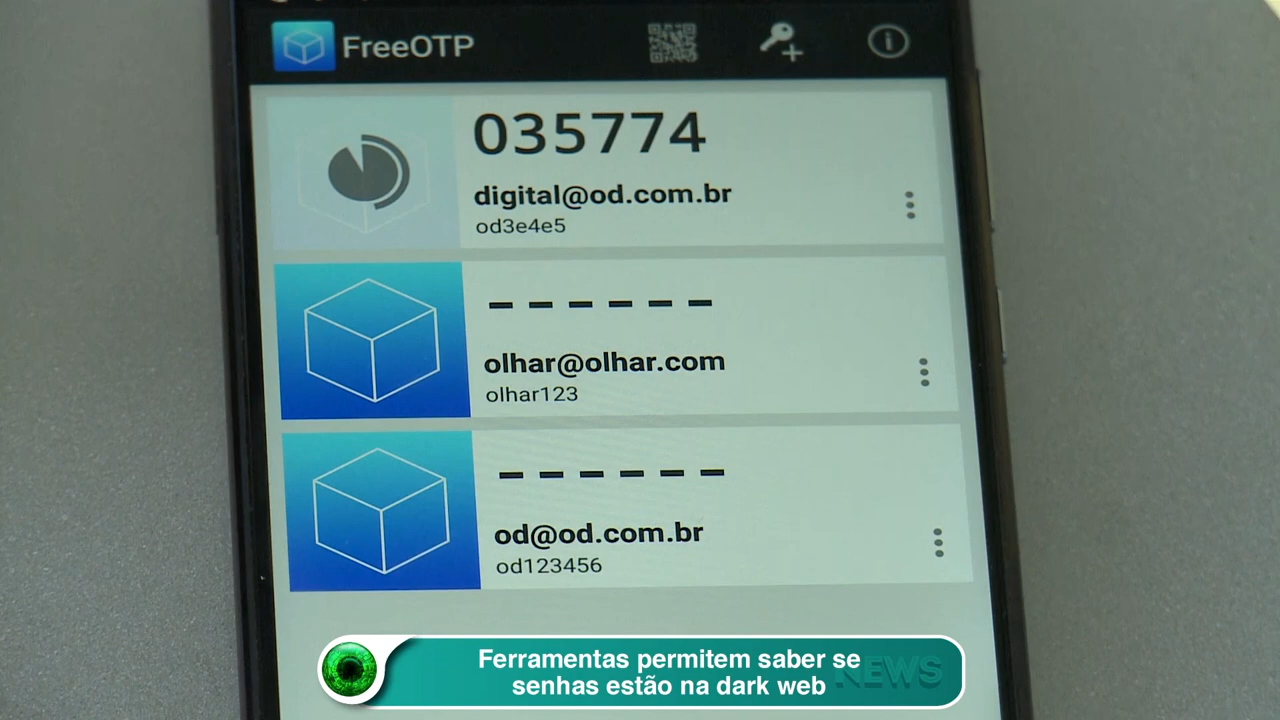 FreeOTP
035774
digital@od.com.br
od3e4e5
------
olhar@olhar.com
olhar123
------
od@od.com.br
od123456
Ferramentas permitem saber se
senhas estão na dark web
NEWS